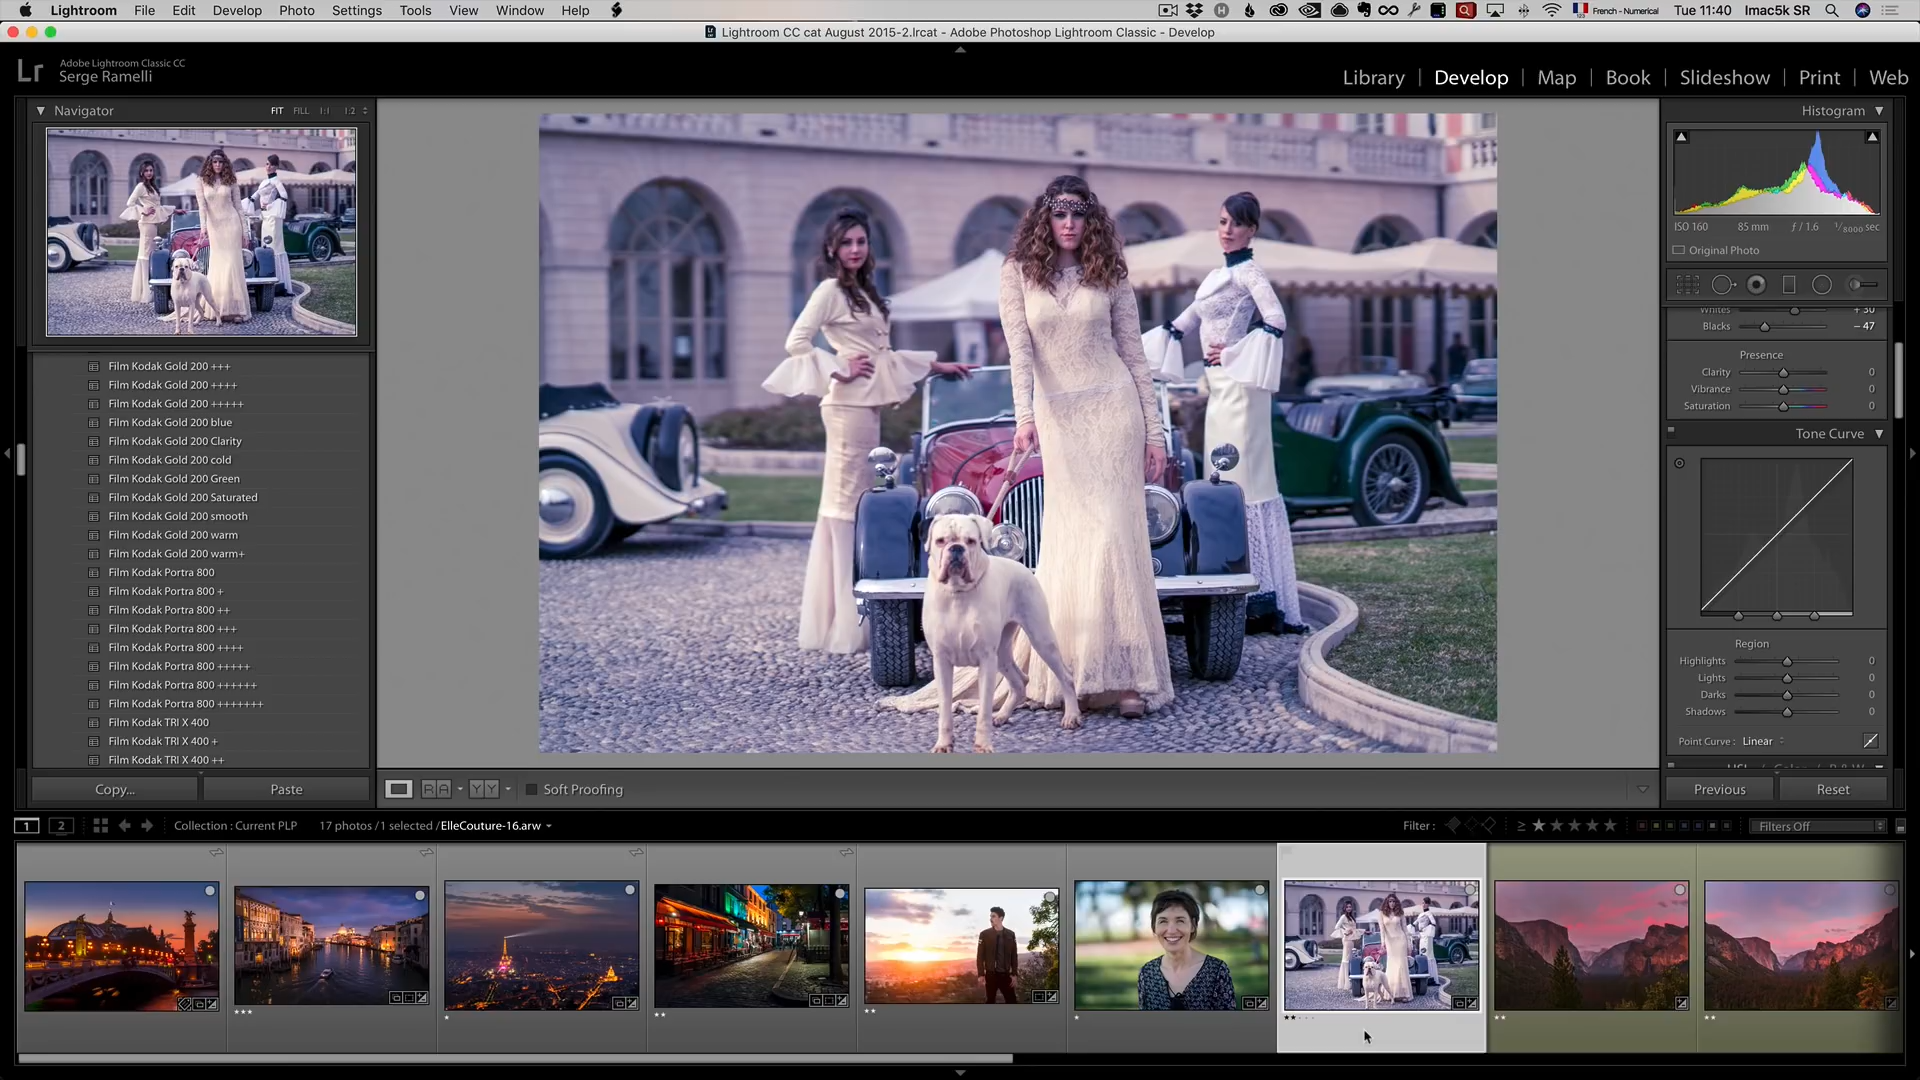 Lightroom File Edit Develop Photo Settings Tools View Window Help French - Numerical Tue 11:40 Imac5k SR
Lightroom CC cat August 2015-2.lrcat - Adobe Photoshop Lightroom Classic - Develop
Lr Adobe Lightroom Classic CC
Serge Ramelli
Library | Develop | Map | Book | Slideshow | Print | Web
Navigator FIT FILL 1:1 1:2
Film Kodak Gold 200 +++
Film Kodak Gold 200 ++++
Film Kodak Gold 200 +++++
Film Kodak Gold 200 blue
Film Kodak Gold 200 Clarity
Film Kodak Gold 200 cold
Film Kodak Gold 200 Green
Film Kodak Gold 200 Saturated
Film Kodak Gold 200 smooth
Film Kodak Gold 200 warm
Film Kodak Gold 200 warm+
Film Kodak Portra 800
Film Kodak Portra 800 +
Film Kodak Portra 800 ++
Film Kodak Portra 800 +++
Film Kodak Portra 800 ++++
Film Kodak Portra 800 +++++
Film Kodak Portra 800 ++++++
Film Kodak Portra 800 +++++++
Film Kodak TRI X 400
Film Kodak TRI X 400 +
Film Kodak TRI X 400 ++
Copy... Paste
Histogram
ISO 160 85 mm ƒ / 1.6 1/8000 sec
Original Photo
Whites + 30
Blacks – 47
Presence
Clarity 0
Vibrance 0
Saturation 0
Tone Curve
Region
Highlights 0
Lights 0
Darks 0
Shadows 0
Point Curve : Linear
HSL / Color / B & W
Previous Reset
R A Y Y Soft Proofing
1 2 Collection : Current PLP 17 photos / 1 selected / ElleCouture-16.arw Filter : ≥ Filters Off